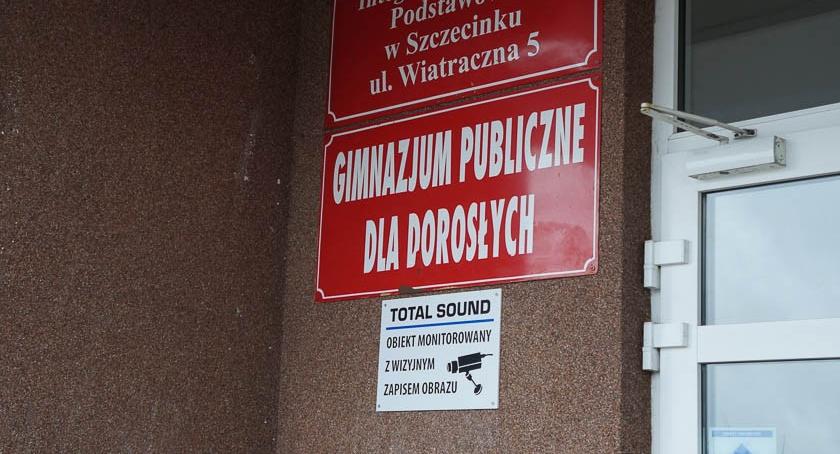 Podstawo
w Szczecinku
ul. Wiatraczna 5
GIMNAZJUM PUBLICZNE
DLA DOROSŁYCH
TOTAL SOUND
OBIEKT MONITOROWANY
Z WIZYJNYM
ZAPISEM OBRAZU